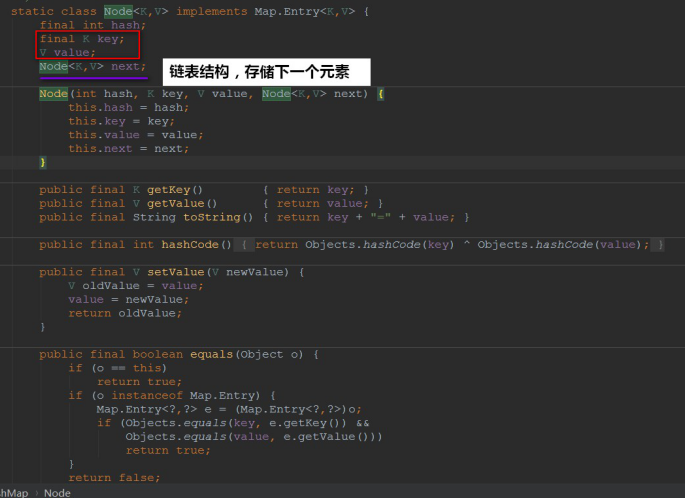 static class Node<K,V> implements Map.Entry<K,V> {
final int hash;
final K key;
V value;
Node<K,V> next;
链表结构，存储下一个元素
Node(int hash, K key, V value, Node<K,V> next) {
this.hash = hash;
this.key = key;
this.value = value;
this.next = next;
}
public final K getKey() { return key; }
public final V getValue() { return value; }
public final String toString() { return key + "=" + value; }
public final int hashCode() { return Objects.hashCode(key) ^ Objects.hashCode(value); }
public final V setValue(V newValue) {
V oldValue = value;
value = newValue;
return oldValue;
}
public final boolean equals(Object o) {
if (o == this)
return true;
if (o instanceof Map.Entry) {
Map.Entry<?,?> e = (Map.Entry<?,?>)o;
if (Objects.equals(key, e.getKey()) &&
Objects.equals(value, e.getValue()))
return true;
}
return false;
shMap › Node